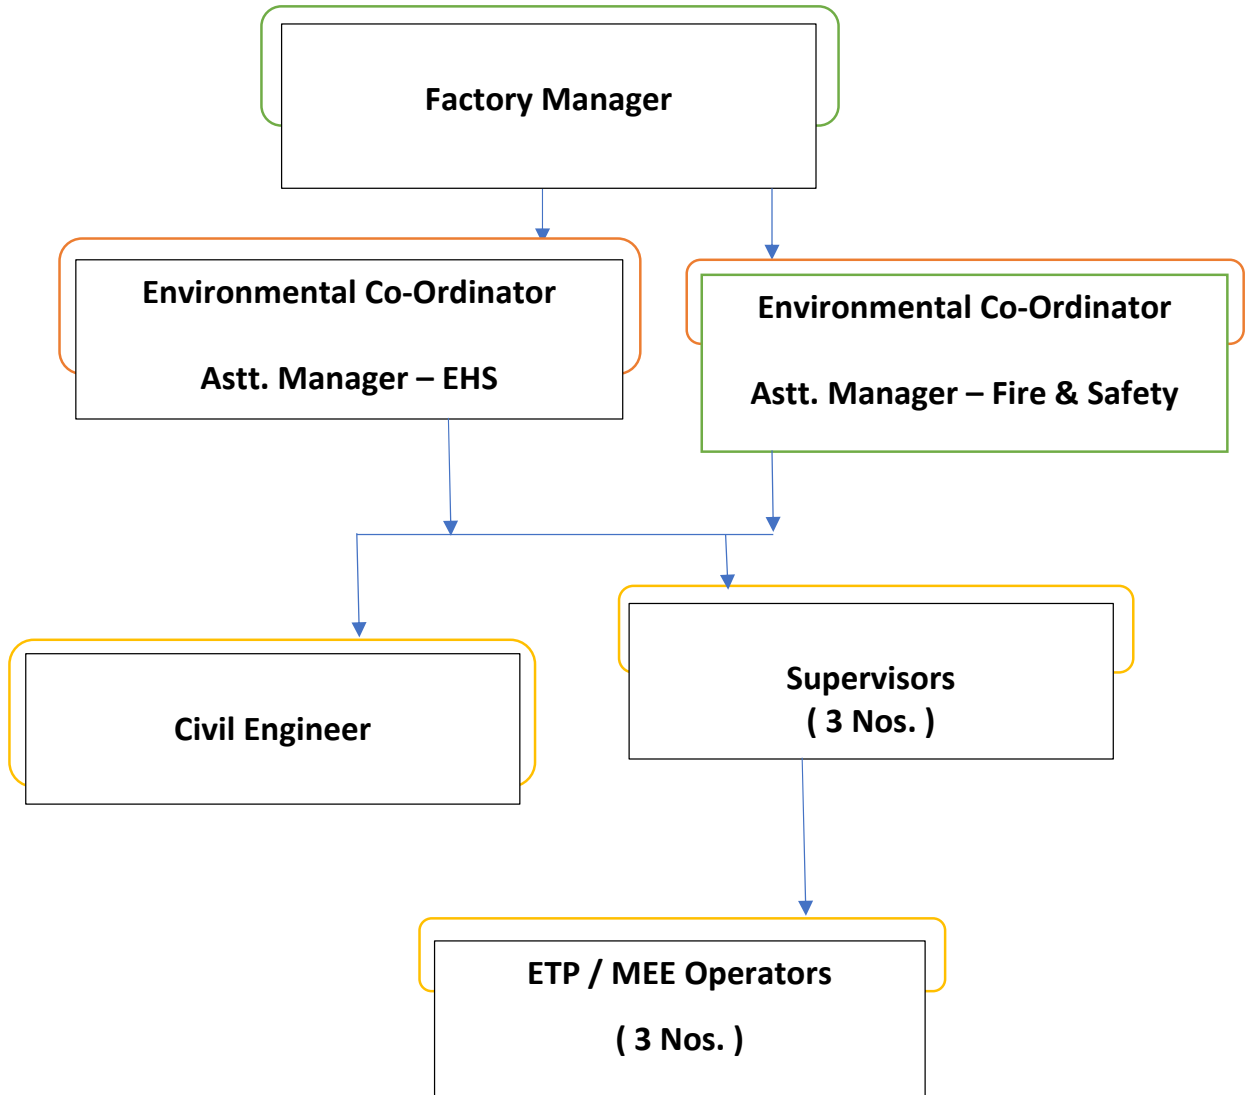 Factory Manager
Environmental Co-Ordinator
Astt. Manager – EHS
Environmental Co-Ordinator
Astt. Manager – Fire & Safety
Civil Engineer
Supervisors
( 3 Nos. )
ETP / MEE Operators
( 3 Nos. )